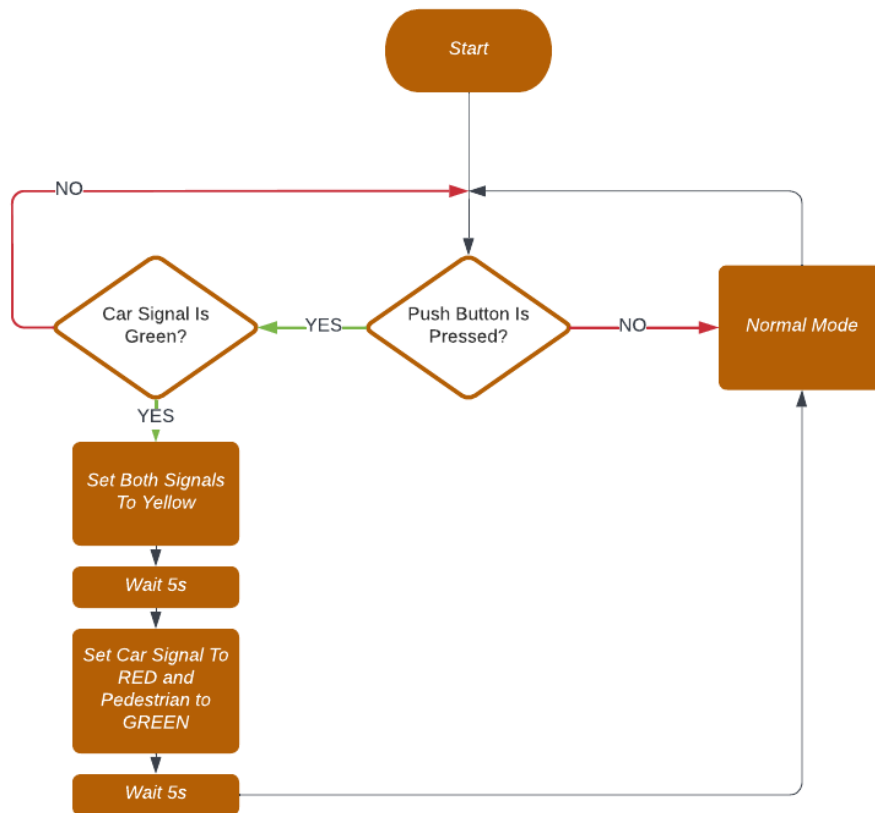 Start
NO
Car Signal Is
Green?
YES
Push Button Is
Pressed?
NO
Normal Mode
YES
Set Both Signals
To Yellow
Wait 5s
Set Car Signal To
RED and
Pedestrian to
GREEN
Wait 5s